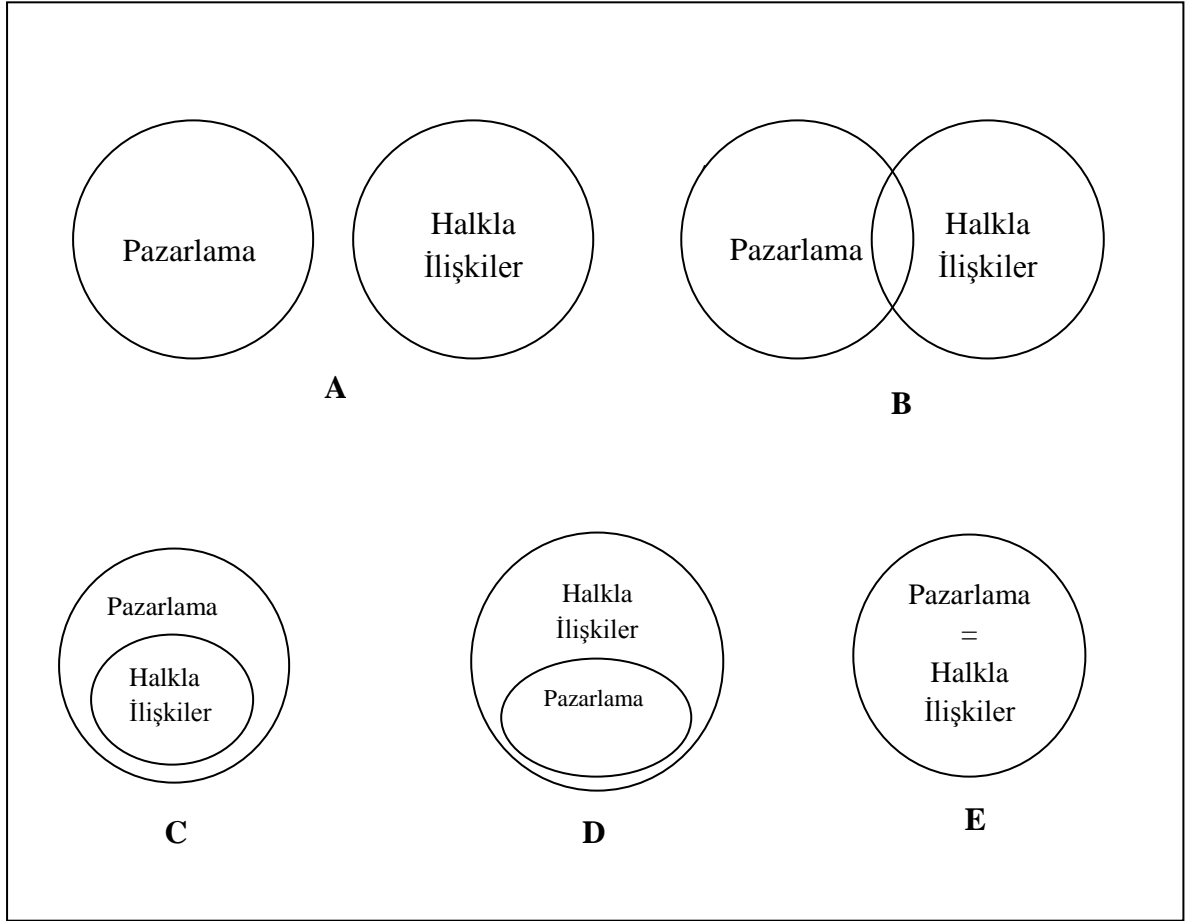 Pazarlama
Halkla
İlişkiler
A
Pazarlama
Halkla
İlişkiler
B
Pazarlama
Halkla
İlişkiler
C
Halkla
İlişkiler
Pazarlama
D
Pazarlama
=
Halkla
İlişkiler
E